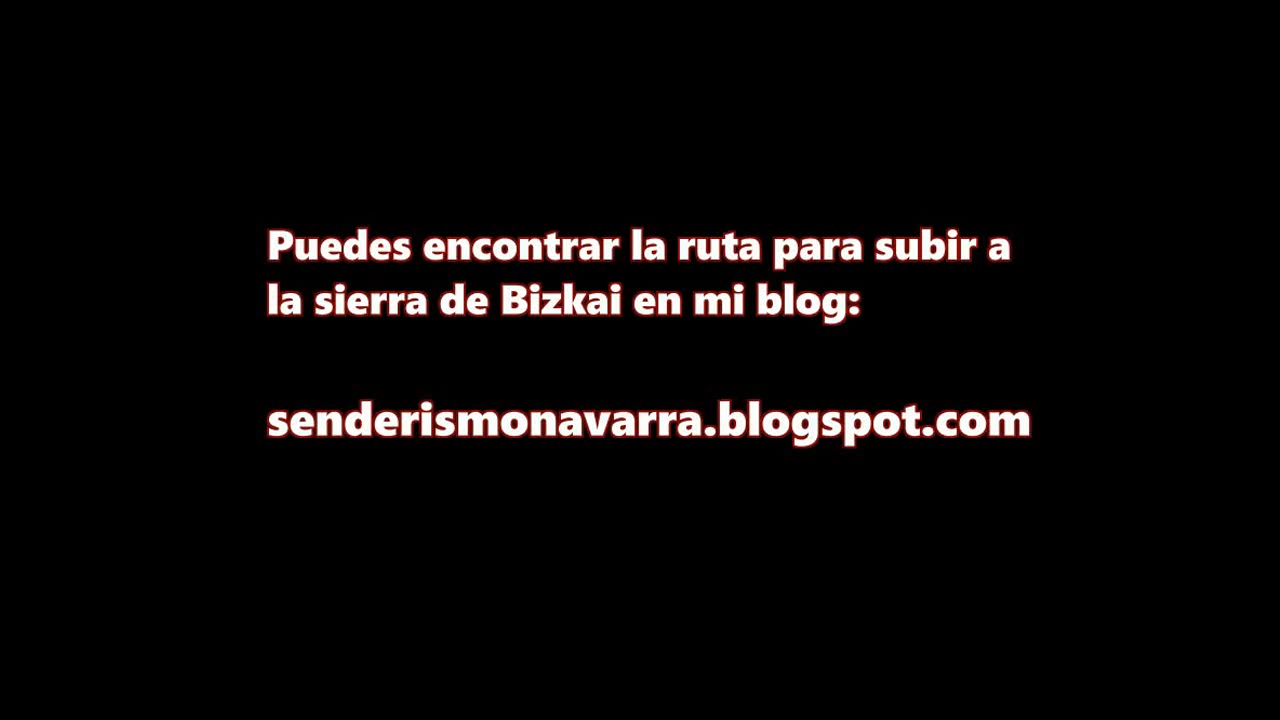 Puedes encontrar la ruta para subir a
la sierra de Bizkai en mi blog:
senderismonavarra.blogspot.com